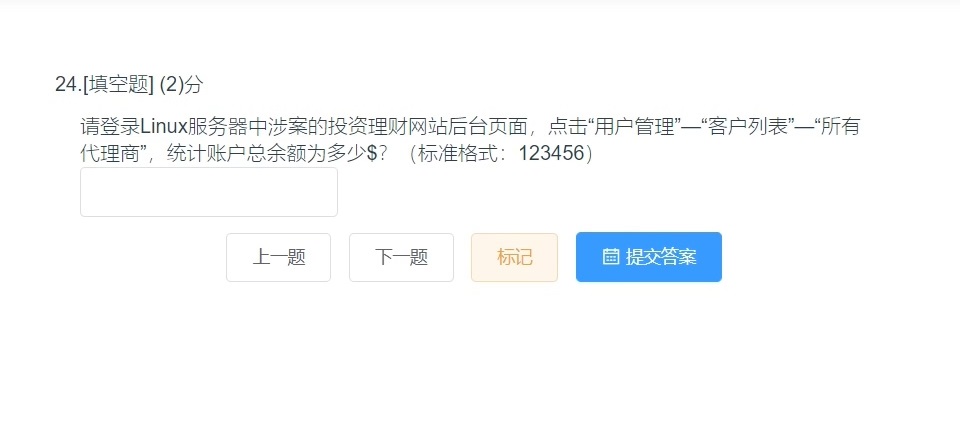 24.[填空题] (2)分
请登录Linux服务器中涉案的投资理财网站后台页面，点击“用户管理”—“客户列表”—“所有
代理商”，统计账户总余额为多少$？（标准格式：123456）
上一题
下一题
标记
提交答案